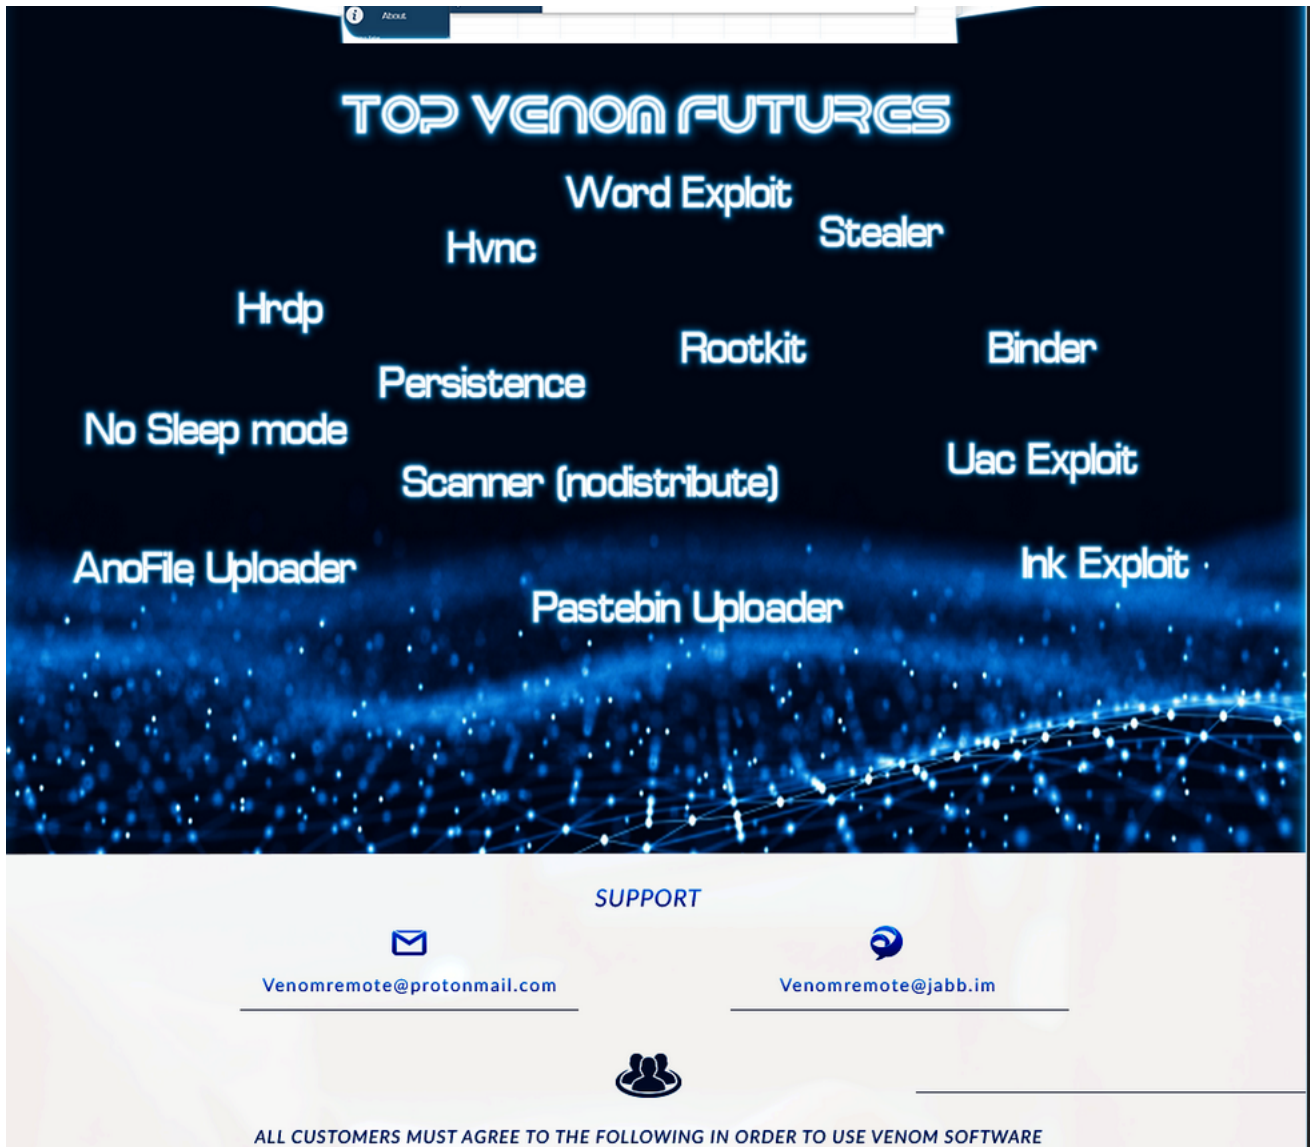 About
TOP VENOM FUTURES
Word Exploit
Stealer
Hvnc
Hrdp
Rootkit
Binder
Persistence
No Sleep mode
Uac Exploit
Scanner (nodistribute)
AnoFile Uploader
Ink Exploit
Pastebin Uploader
SUPPORT
Venomremote@protonmail.com
Venomremote@jabb.im
ALL CUSTOMERS MUST AGREE TO THE FOLLOWING IN ORDER TO USE VENOM SOFTWARE